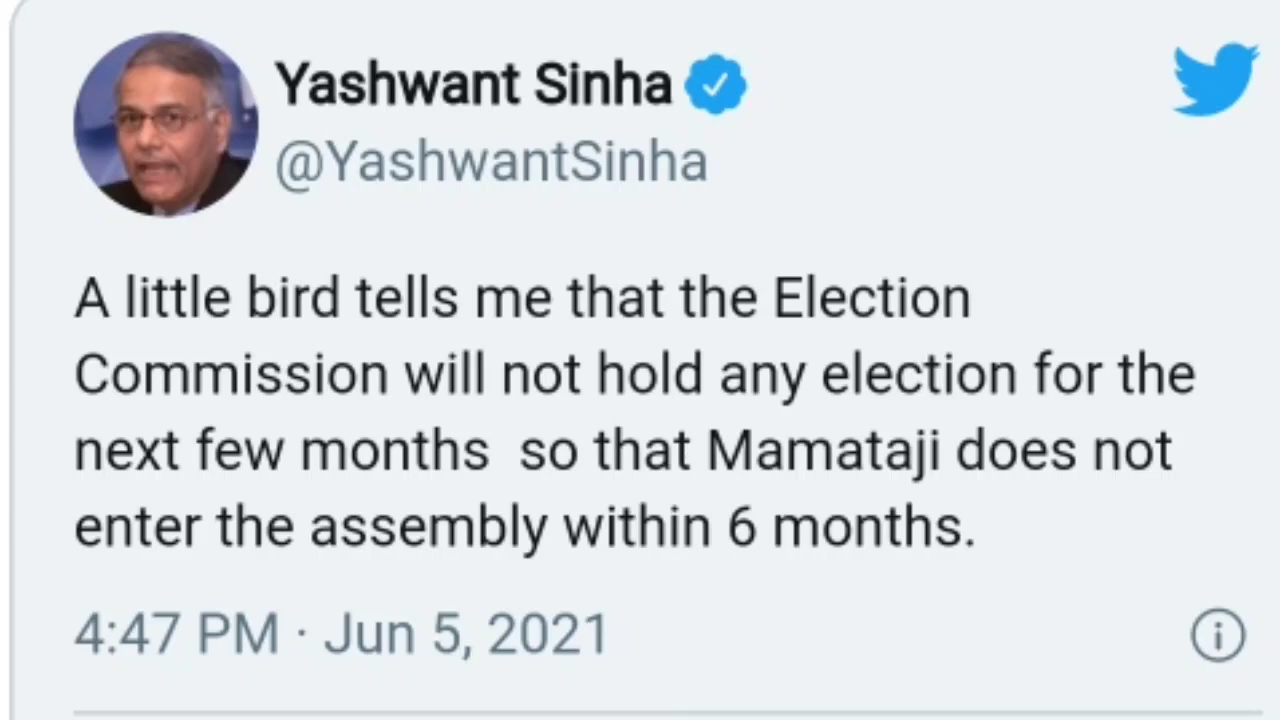 Yashwant Sinha
@YashwantSinha
A little bird tells me that the Election
Commission will not hold any election for the
next few months  so that Mamataji does not
enter the assembly within 6 months.
4:47 PM · Jun 5, 2021